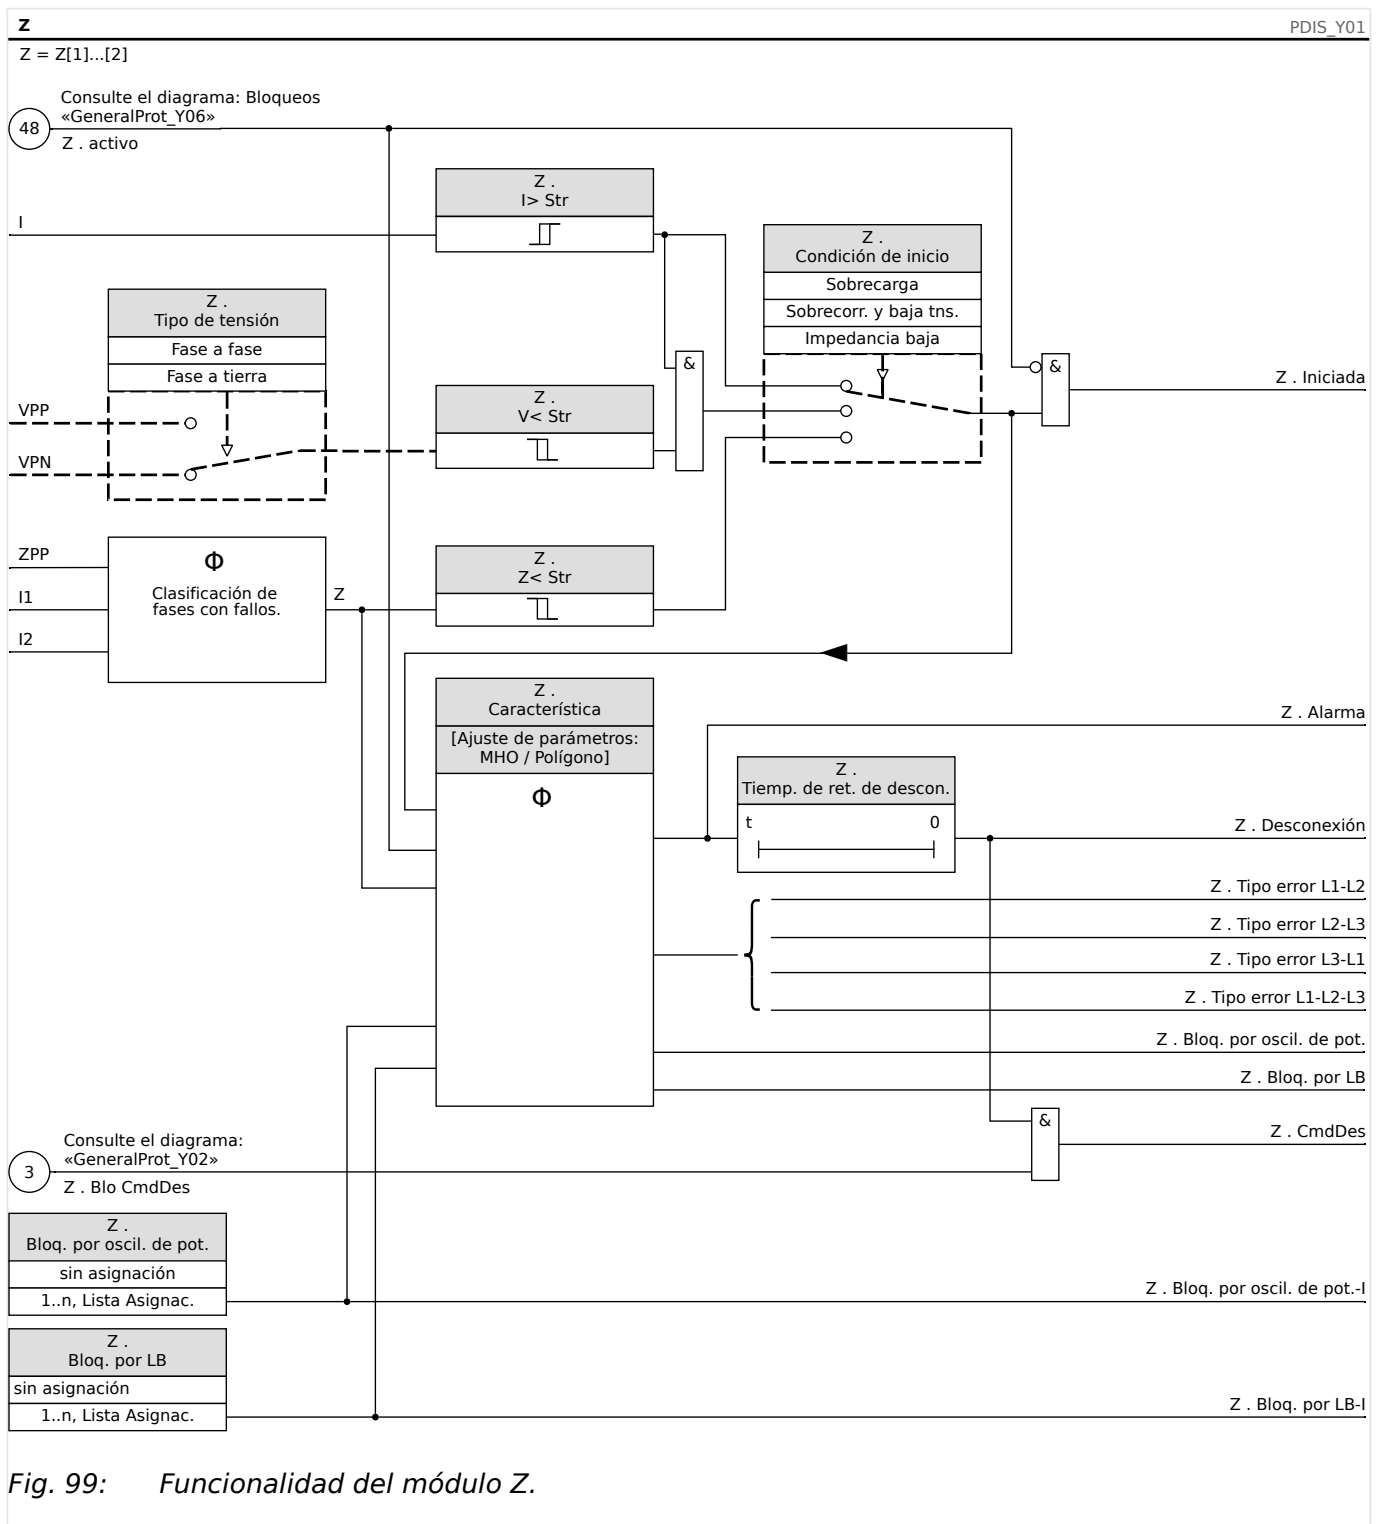 Z
PDIS_Y01
Z = Z[1]...[2]
Consulte el diagrama: Bloqueos
«GeneralProt_Y06»
48
Z . activo
Z .
I> Str
I
Z .
Condición de inicio
Sobrecarga
Sobrecorr. y baja tns.
Impedancia baja
Z .
Tipo de tensión
Fase a fase
Fase a tierra
&
&
Z . Iniciada
VPP
VPN
Z .
V< Str
ZPP
I1
I2
Φ
Clasificación de
fases con fallos.
Z
Z .
Z< Str
Z .
Característica
[Ajuste de parámetros:
MHO / Polígono]
Φ
Z . Alarma
Z .
Tiemp. de ret. de descon.
t
0
Z . Desconexión
Z . Tipo error L1-L2
Z . Tipo error L2-L3
Z . Tipo error L3-L1
Z . Tipo error L1-L2-L3
Z . Bloq. por oscil. de pot.
Z . Bloq. por LB
&
Z . CmdDes
Consulte el diagrama:
«GeneralProt_Y02»
3
Z . Blo CmdDes
Z .
Bloq. por oscil. de pot.
sin asignación
1..n, Lista Asignac.
Z . Bloq. por oscil. de pot.-I
Z .
Bloq. por LB
sin asignación
1..n, Lista Asignac.
Z . Bloq. por LB-I
Fig. 99: Funcionalidad del módulo Z.